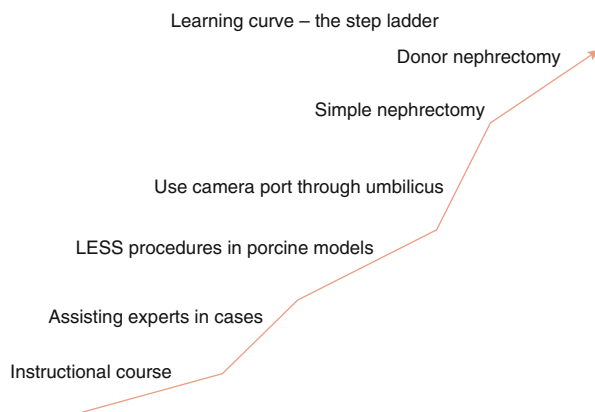 Learning curve – the step ladder
Donor nephrectomy
Simple nephrectomy
Use camera port through umbilicus
LESS procedures in porcine models
Assisting experts in cases
Instructional course